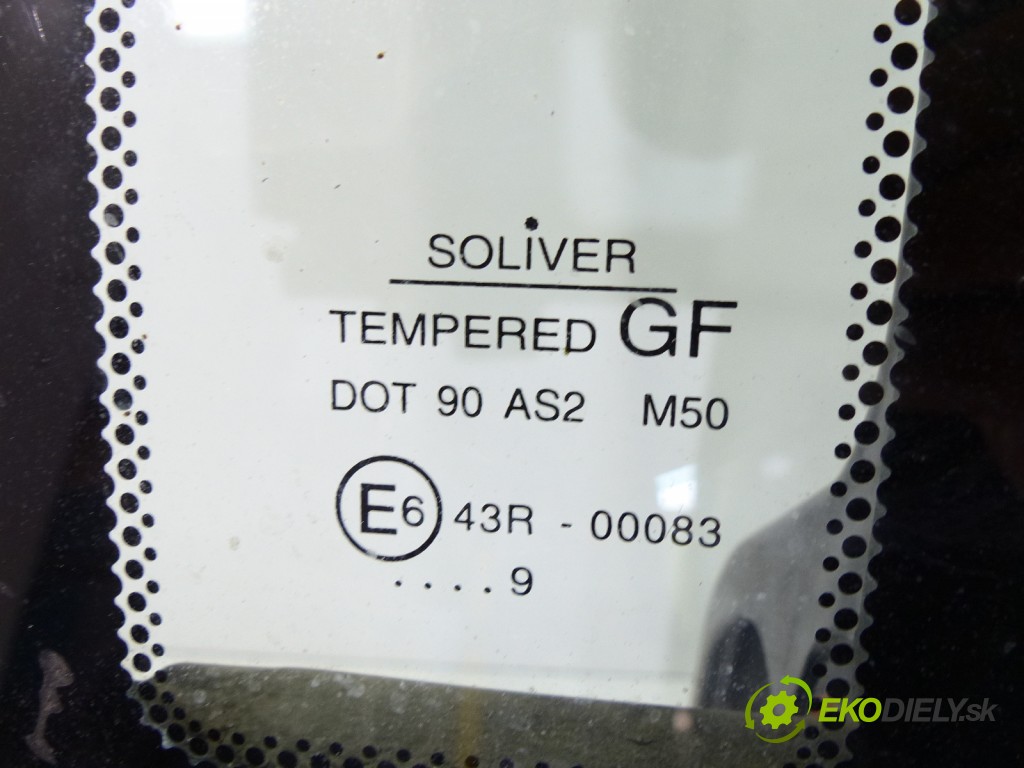 SOLIVER
TEMPERED GF
DOT 90 AS2 M50
E6 43R - 00083
. . . . 9
EKODIELY.sk